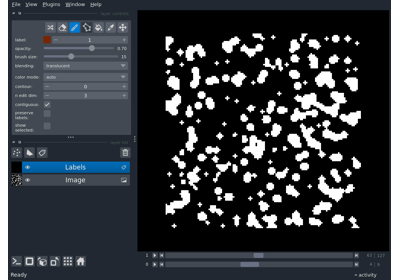 File View Plugins Window Help
label: 1
opacity: 0.70
brush size: 10
blending: translucent
color mode: auto
contour: 0
n edit dim: 3
contiguous:
preserve
labels:
show
selected:
Labels
Image
Ready
activity